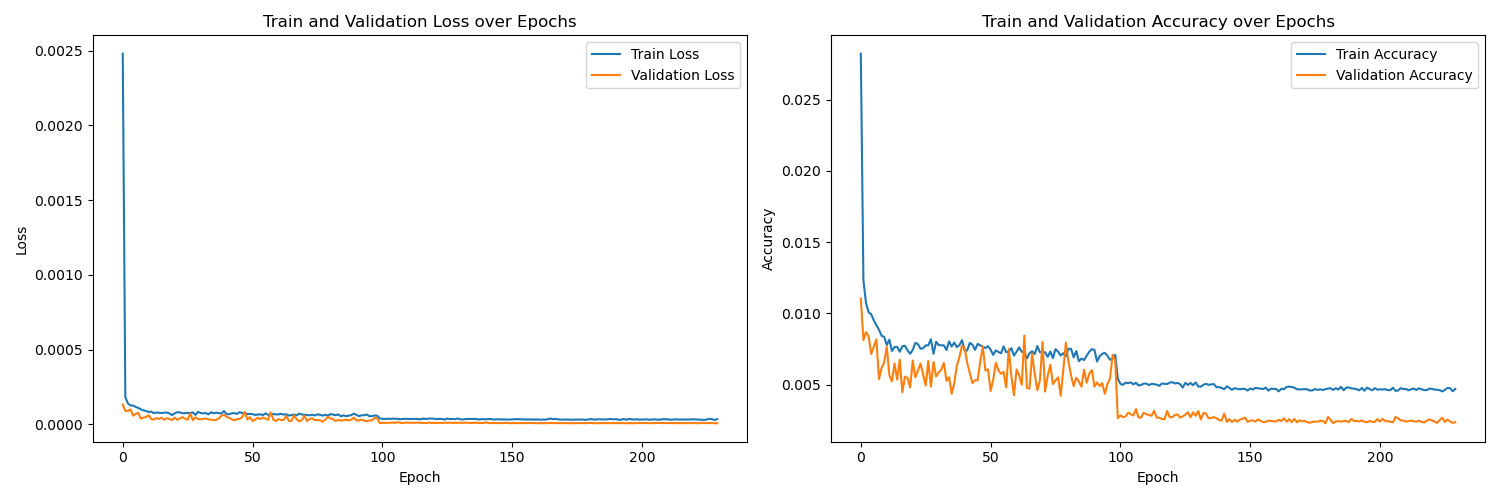 Train and Validation Loss over Epochs
Train Loss
Validation Loss
0.0025
0.0020
0.0015
0.0010
0.0005
0.0000
Loss
0
50
100
150
200
Epoch
Train and Validation Accuracy over Epochs
Train Accuracy
Validation Accuracy
0.025
0.020
0.015
0.010
0.005
Accuracy
0
50
100
150
200
Epoch